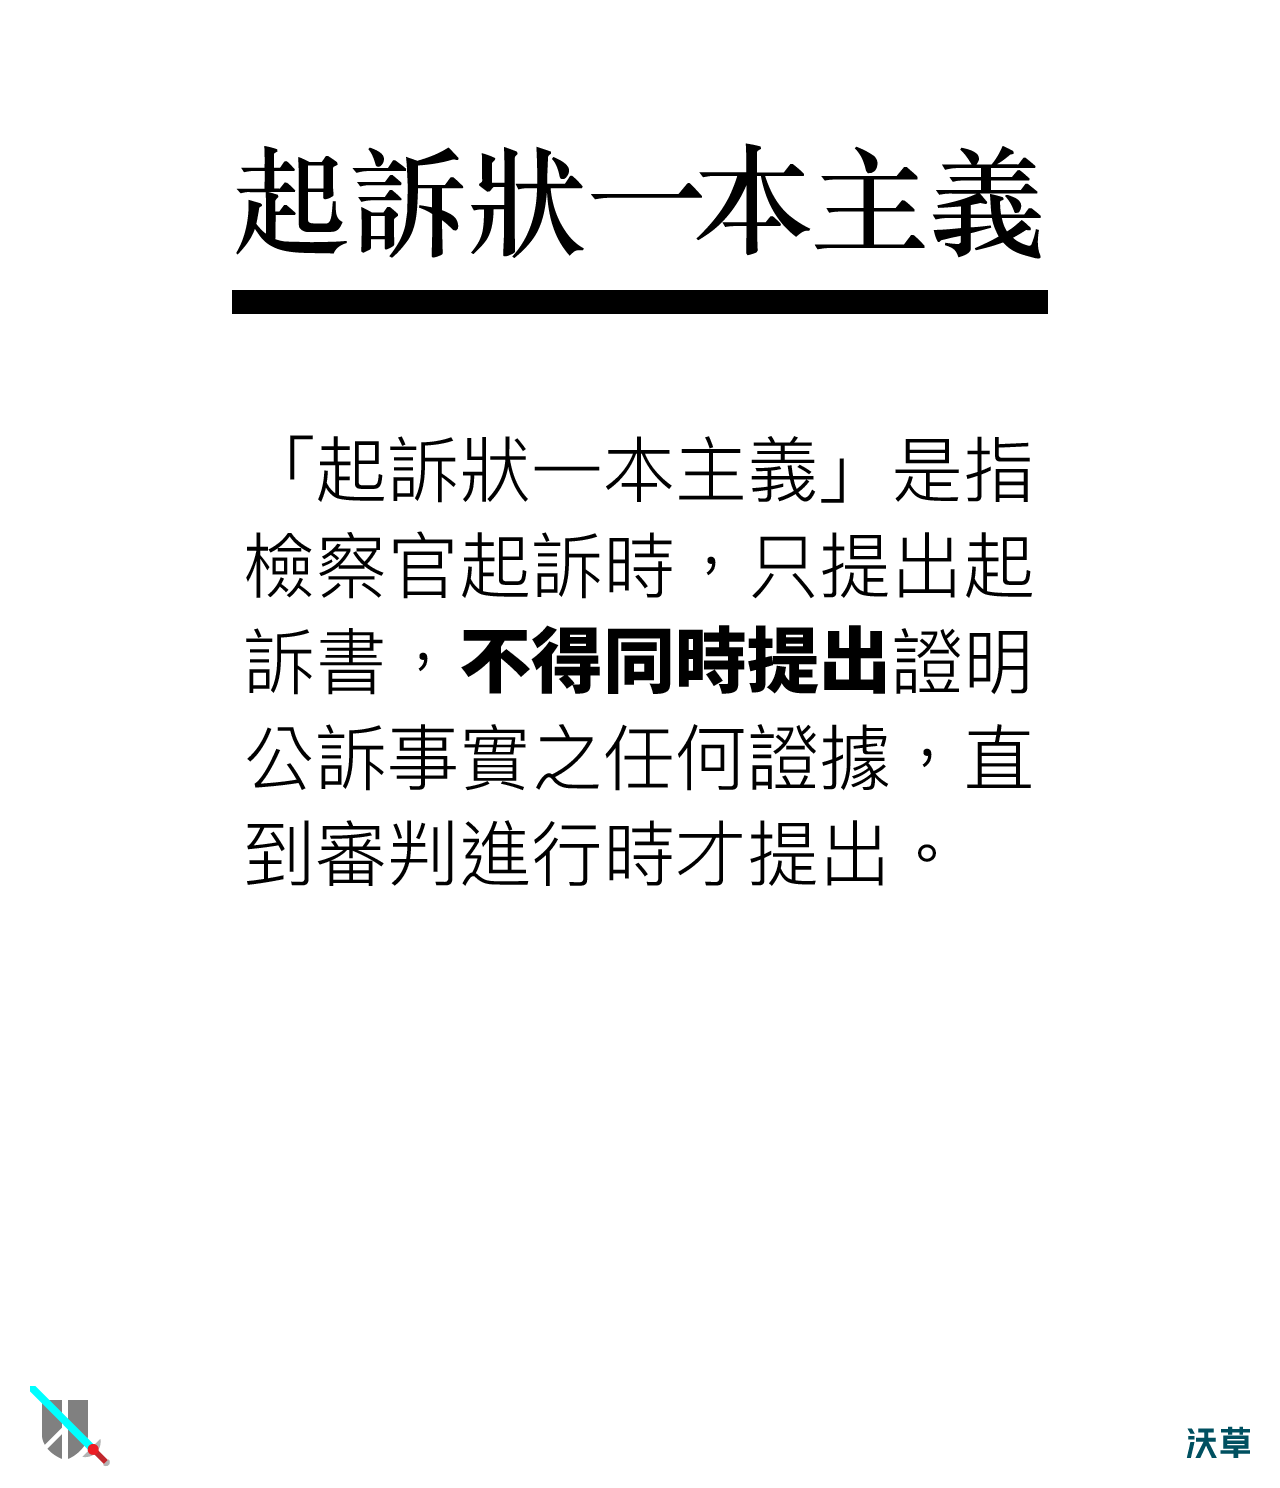 起訴狀一本主義
「起訴狀一本主義」是指
檢察官起訴時，只提出起
訴書，不得同時提出證明
公訴事實之任何證據，直
到審判進行時才提出。
沃草